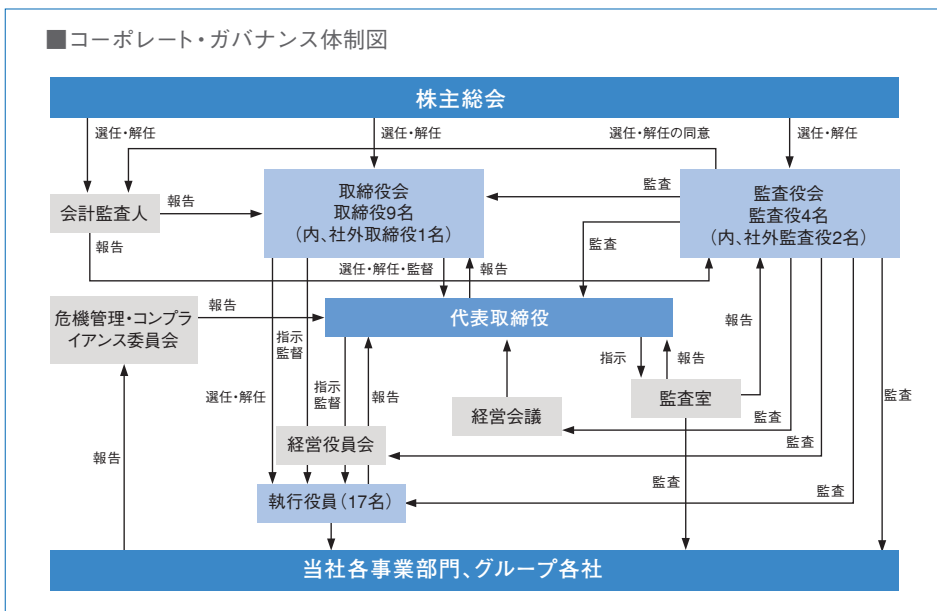 ■コーポレート・ガバナンス体制図
株主総会
選任・解任
選任・解任
選任・解任の同意
選任・解任
会計監査人
報告
報告
取締役会
取締役9名
（内、社外取締役1名）
監査
監査
監査役会
監査役4名
（内、社外監査役2名）
選任・解任・監督
報告
危機管理・コンプラ
イアンス委員会
報告
代表取締役
報告
指示
監督
指示
報告
選任・解任
指示
監督
報告
経営会議
監査室
監査
監査
経営役員会
監査
報告
監査
監査
執行役員（17名）
当社各事業部門、グループ各社